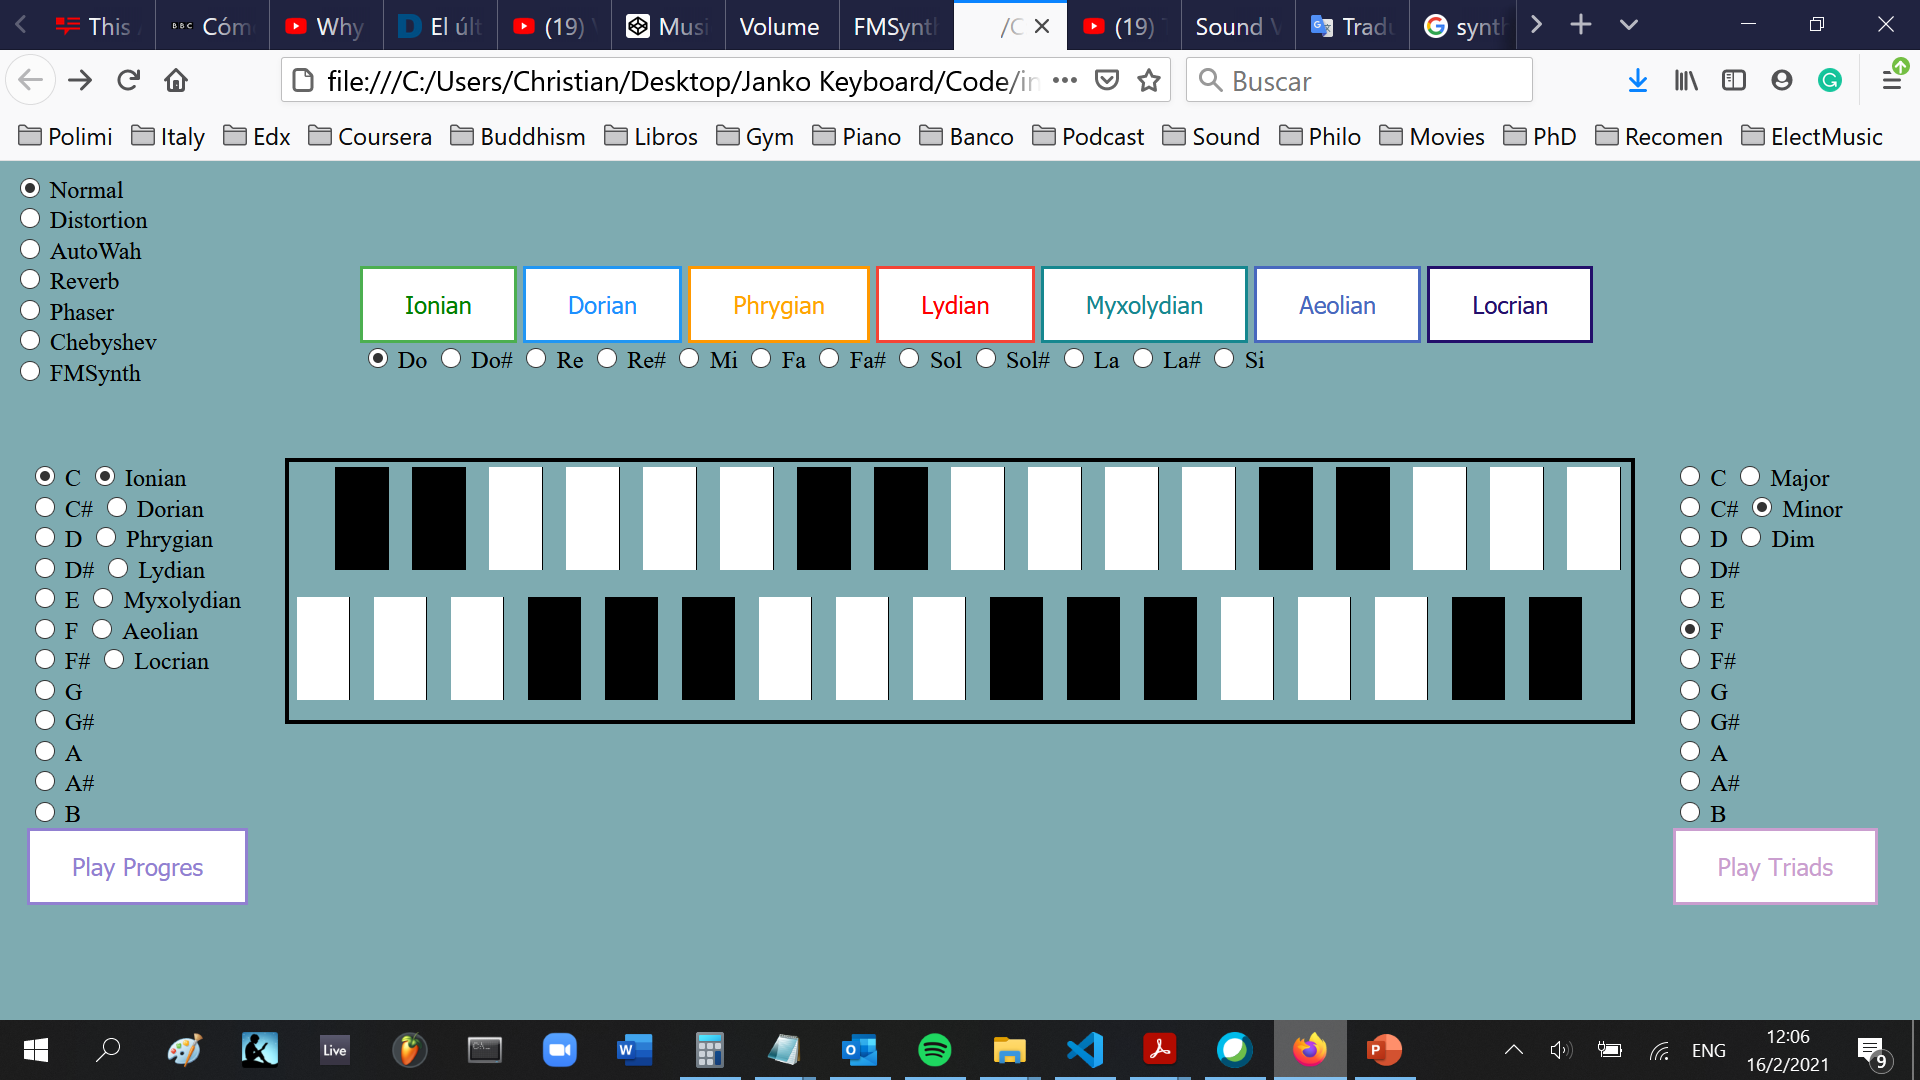 This
BBC Cóm
Why
D El últ
(19)
Musi
Volume
FMSynt
/C
(19)
Sound
Tradu
synth
file:///C:/Users/Christian/Desktop/Janko Keyboard/Code/in
Buscar
Polimi Italy Edx Coursera Buddhism Libros Gym Piano Banco Podcast Sound Philo Movies PhD Recomen ElectMusic
Normal
Distortion
AutoWah
Reverb
Phaser
Chebyshev
FMSynth
Ionian Dorian Phrygian Lydian Myxolydian Aeolian Locrian
Do Do# Re Re# Mi Fa Fa# Sol Sol# La La# Si
C Ionian
C# Dorian
D Phrygian
D# Lydian
E Myxolydian
F Aeolian
F# Locrian
G
G#
A
A#
B
Play Progres
C Major
C# Minor
D Dim
D#
E
F
F#
G
G#
A
A#
B
Play Triads
Live
ENG
12:06
16/2/2021
9